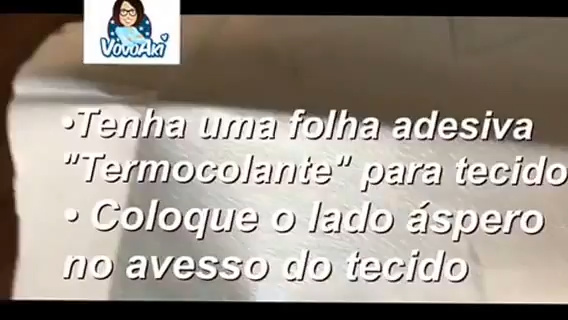 VovoAki
•Tenha uma folha adesiva
"Termocolante" para tecido
• Coloque o lado áspero
no avesso do tecido